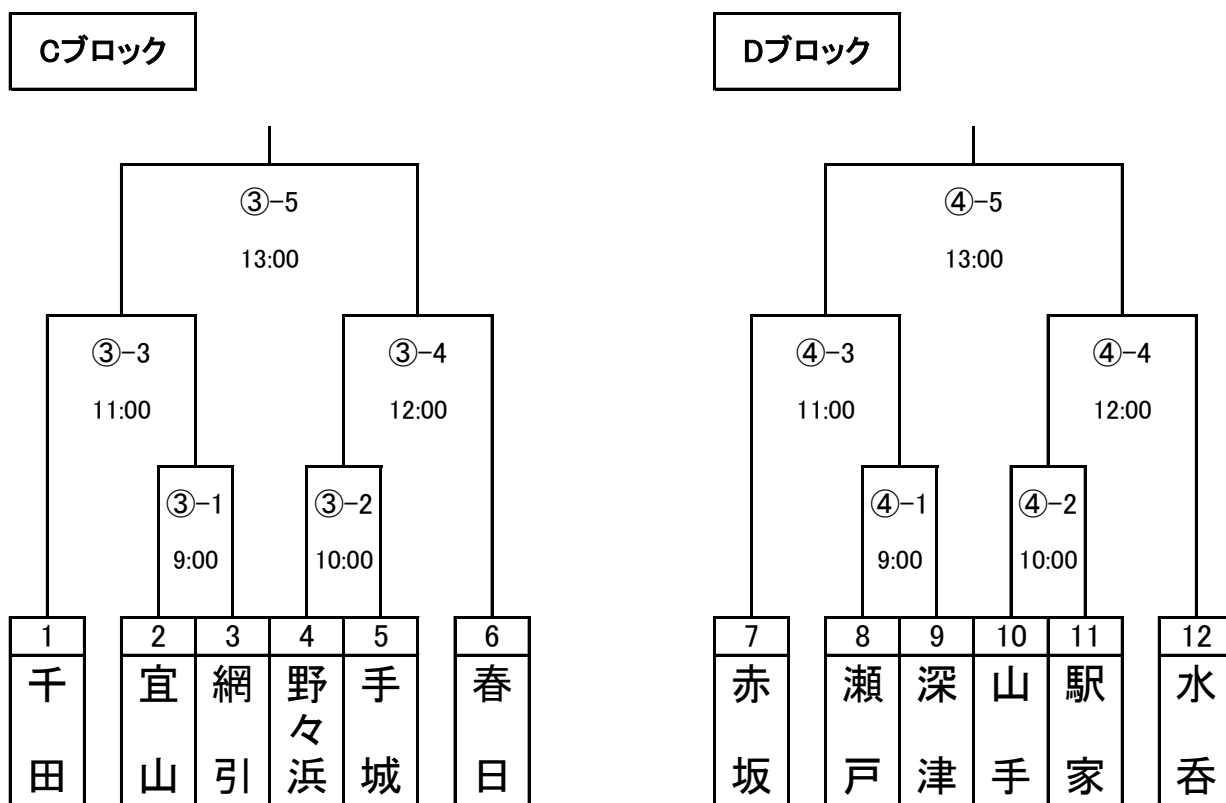 Cブロック
③-5
13:00
③-3
11:00
③-4
12:00
③-1
9:00
③-2
10:00
1
千田
2
宜山
3
網引
4
野々浜
5
手城
6
春日
Dブロック
④-5
13:00
④-3
11:00
④-4
12:00
④-1
9:00
④-2
10:00
7
赤坂
8
瀬戸
9
深津
10
山手
11
駅家
12
水呑